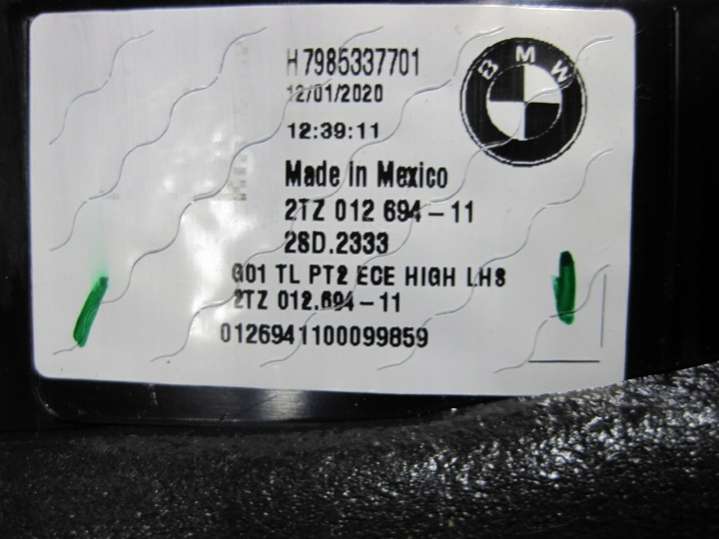 H7985337701
BMW
12/01/2020
12:39:11
Made in Mexico
2TZ 012 694-11
28D.2333
G01 TL PT2 ECE HIGH LHS
2TZ 012.694-11
0126941100099859